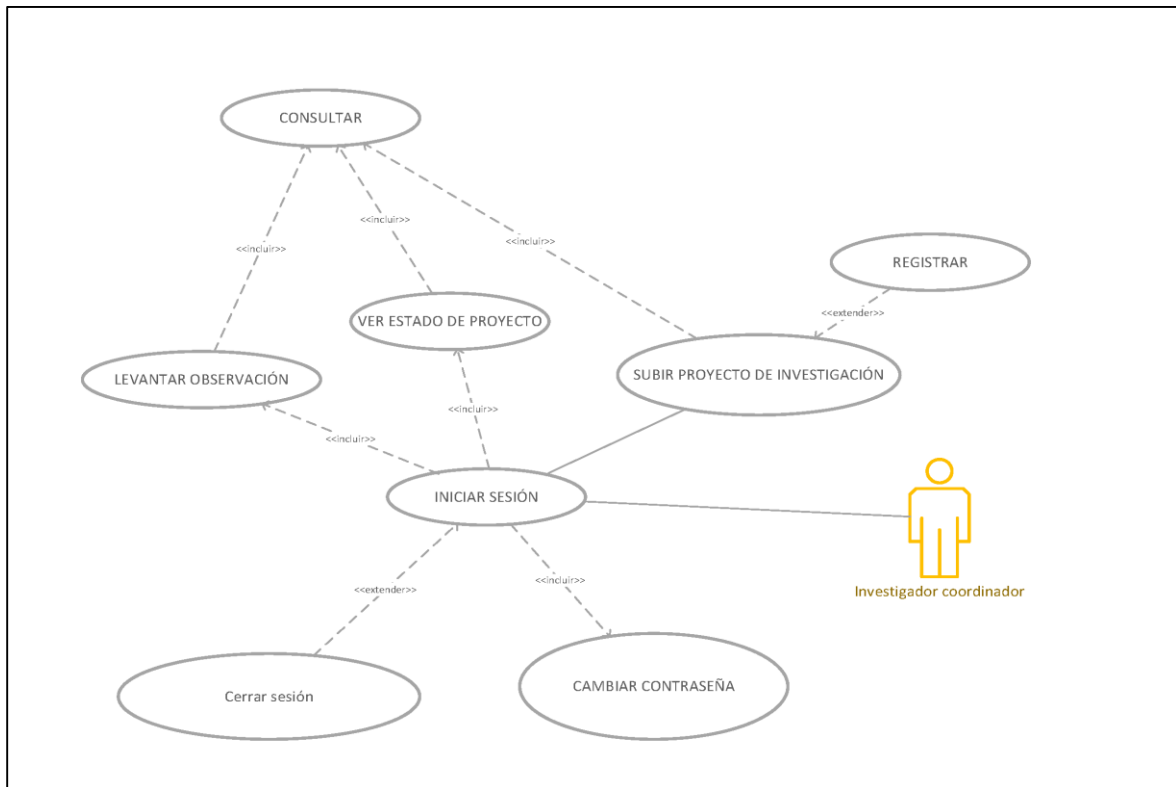 CONSULTAR
<<incluir>>
<<incluir>>
<<incluir>>
REGISTRAR
<<extender>>
VER ESTADO DE PROYECTO
LEVANTAR OBSERVACIÓN
SUBIR PROYECTO DE INVESTIGACIÓN
<<incluir>>
<<incluir>>
INICIAR SESIÓN
Investigador coordinador
<<extender>>
<<incluir>>
Cerrar sesión
CAMBIAR CONTRASEÑA